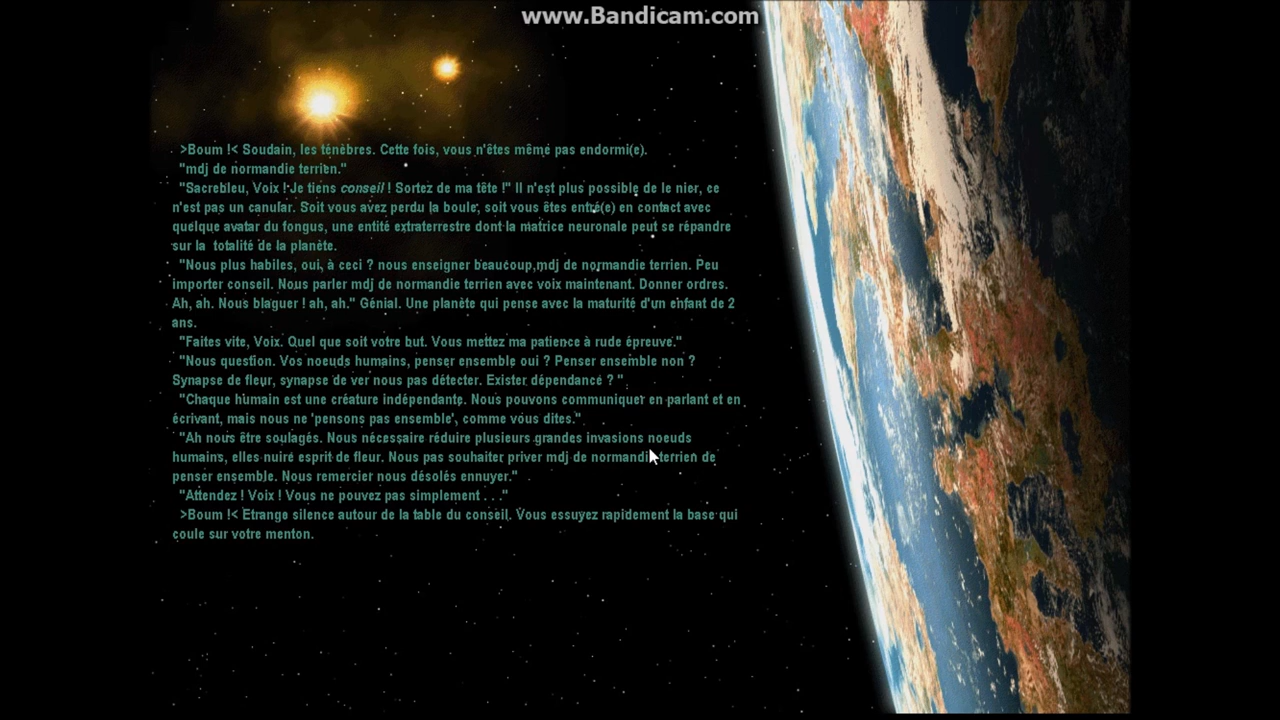 www.Bandicam.com
>Boum !< Soudain, les ténèbres. Cette fois, vous n'êtes même pas endormi(e).
"mdj de normandie terrien."
"Sacrebleu, Voix ! Je tiens conseil ! Sortez de ma tête !" Il n'est plus possible de le nier, ce
n'est pas un canular. Soit vous avez perdu la boule, soit vous êtes entré(e) en contact avec
quelque avatar du fongus, une entité extraterrestre dont la matrice neuronale peut se répandre
sur la totalité de la planète.
"Nous plus habiles, oui, à ceci ? nous enseigner beaucoup,mdj de normandie terrien. Peu
importer conseil. Nous parler mdj de normandie terrien avec voix maintenant. Donner ordres.
Ah, ah. Nous blaguer ! ah, ah." Génial. Une planète qui pense avec la maturité d'un enfant de 2
ans.
"Faites vite, Voix. Quel que soit votre but. Vous mettez ma patience à rude épreuve."
"Nous question. Vos noeuds humains, penser ensemble oui ? Penser ensemble non ?
Synapse de fleur, synapse de ver nous pas détecter. Exister dépendance ? "
"Chaque humain est une créature indépendante. Nous pouvons communiquer en parlant et en
écrivant, mais nous ne 'pensons pas ensemble', comme vous dites."
"Ah nous être soulagés. Nous nécessaire réduire plusieurs grandes invasions noeuds
humains, elles nuire esprit de fleur. Nous pas souhaiter priver mdj de normandie terrien de
penser ensemble. Nous remercier nous désolés ennuyer."
"Attendez ! Voix ! Vous ne pouvez pas simplement . . ."
>Boum !< Etrange silence autour de la table du conseil. Vous essuyez rapidement la base qui
coule sur votre menton.